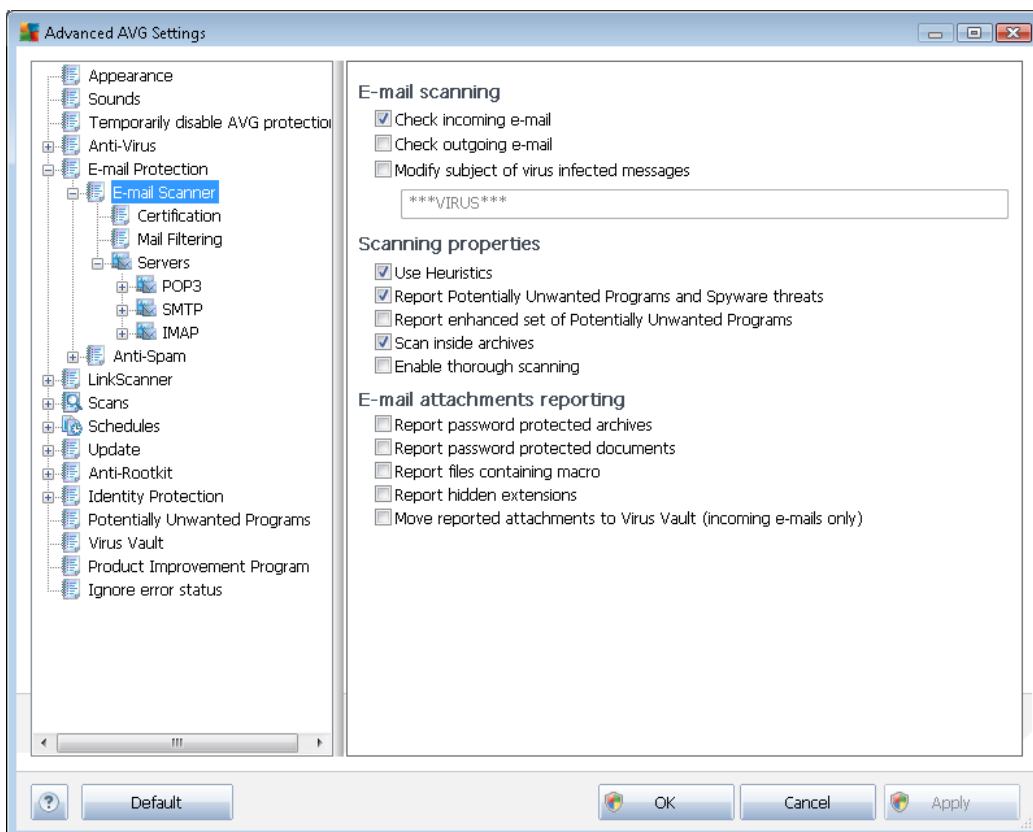 Advanced AVG Settings
Appearance
Sounds
Temporarily disable AVG protection
Anti-Virus
E-mail Protection
E-mail Scanner
Certification
Mail Filtering
Servers
POP3
SMTP
IMAP
Anti-Spam
LinkScanner
Scans
Schedules
Update
Anti-Rootkit
Identity Protection
Potentially Unwanted Programs
Virus Vault
Product Improvement Program
Ignore error status
E-mail scanning
Check incoming e-mail
Check outgoing e-mail
Modify subject of virus infected messages
***VIRUS***
Scanning properties
Use Heuristics
Report Potentially Unwanted Programs and Spyware threats
Report enhanced set of Potentially Unwanted Programs
Scan inside archives
Enable thorough scanning
E-mail attachments reporting
Report password protected archives
Report password protected documents
Report files containing macro
Report hidden extensions
Move reported attachments to Virus Vault (incoming e-mails only)
?
Default
OK
Cancel
Apply